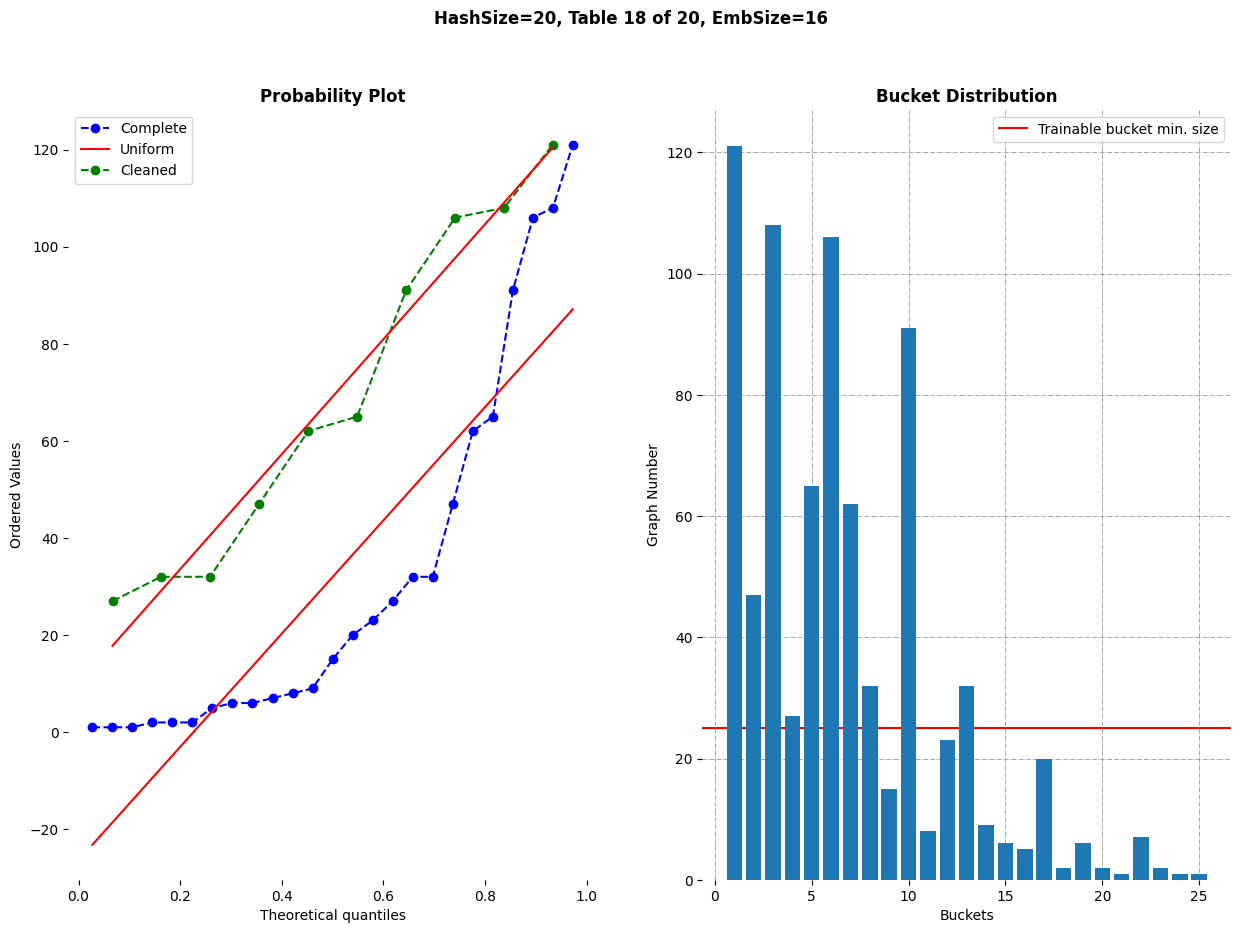 HashSize=20, Table 18 of 20, EmbSize=16
Probability Plot
Complete
Uniform
Cleaned
Ordered Values
120
100
80
60
40
20
0
−20
0.0 0.2 0.4 0.6 0.8 1.0
Theoretical quantiles
Bucket Distribution
Trainable bucket min. size
Graph Number
120
100
80
60
40
20
0
0 5 10 15 20 25
Buckets